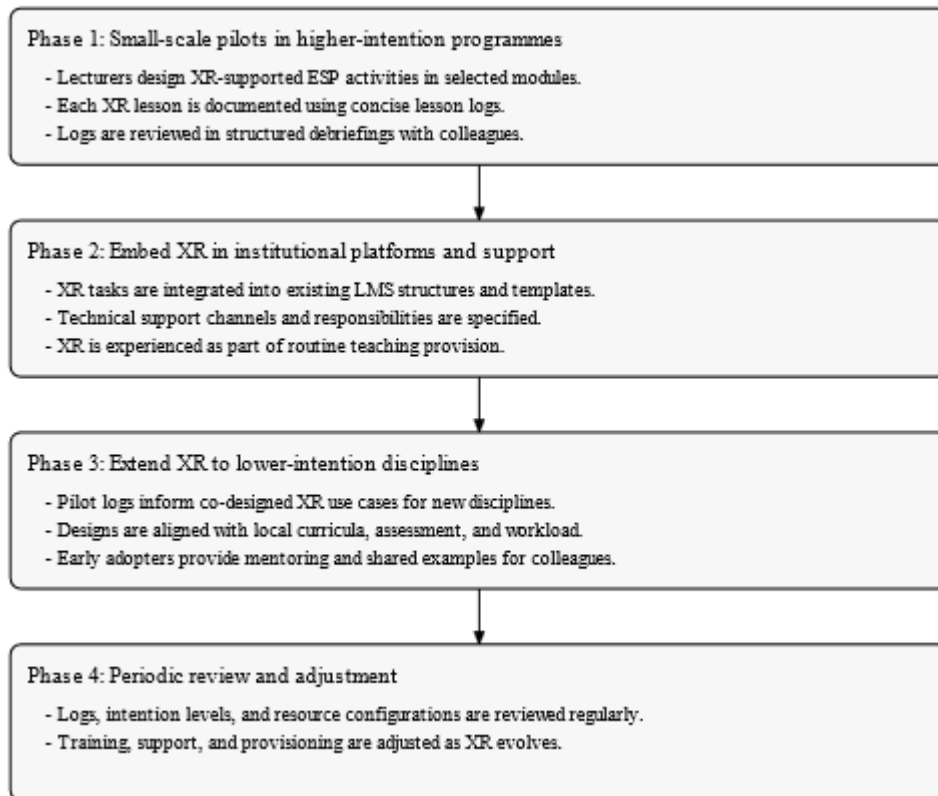 Phase 1: Small-scale pilots in higher-intention programmes
- Lecturers design XR-supported ESP activities in selected modules.
- Each XR lesson is documented using concise lesson logs.
- Logs are reviewed in structured debriefings with colleagues.
Phase 2: Embed XR in institutional platforms and support
- XR tasks are integrated into existing LMS structures and templates.
- Technical support channels and responsibilities are specified.
- XR is experienced as part of routine teaching provision.
Phase 3: Extend XR to lower-intention disciplines
- Pilot logs inform co-designed XR use cases for new disciplines.
- Designs are aligned with local curricula, assessment, and workload.
- Early adopters provide mentoring and shared examples for colleagues.
Phase 4: Periodic review and adjustment
- Logs, intention levels, and resource configurations are reviewed regularly.
- Training, support, and provisioning are adjusted as XR evolves.